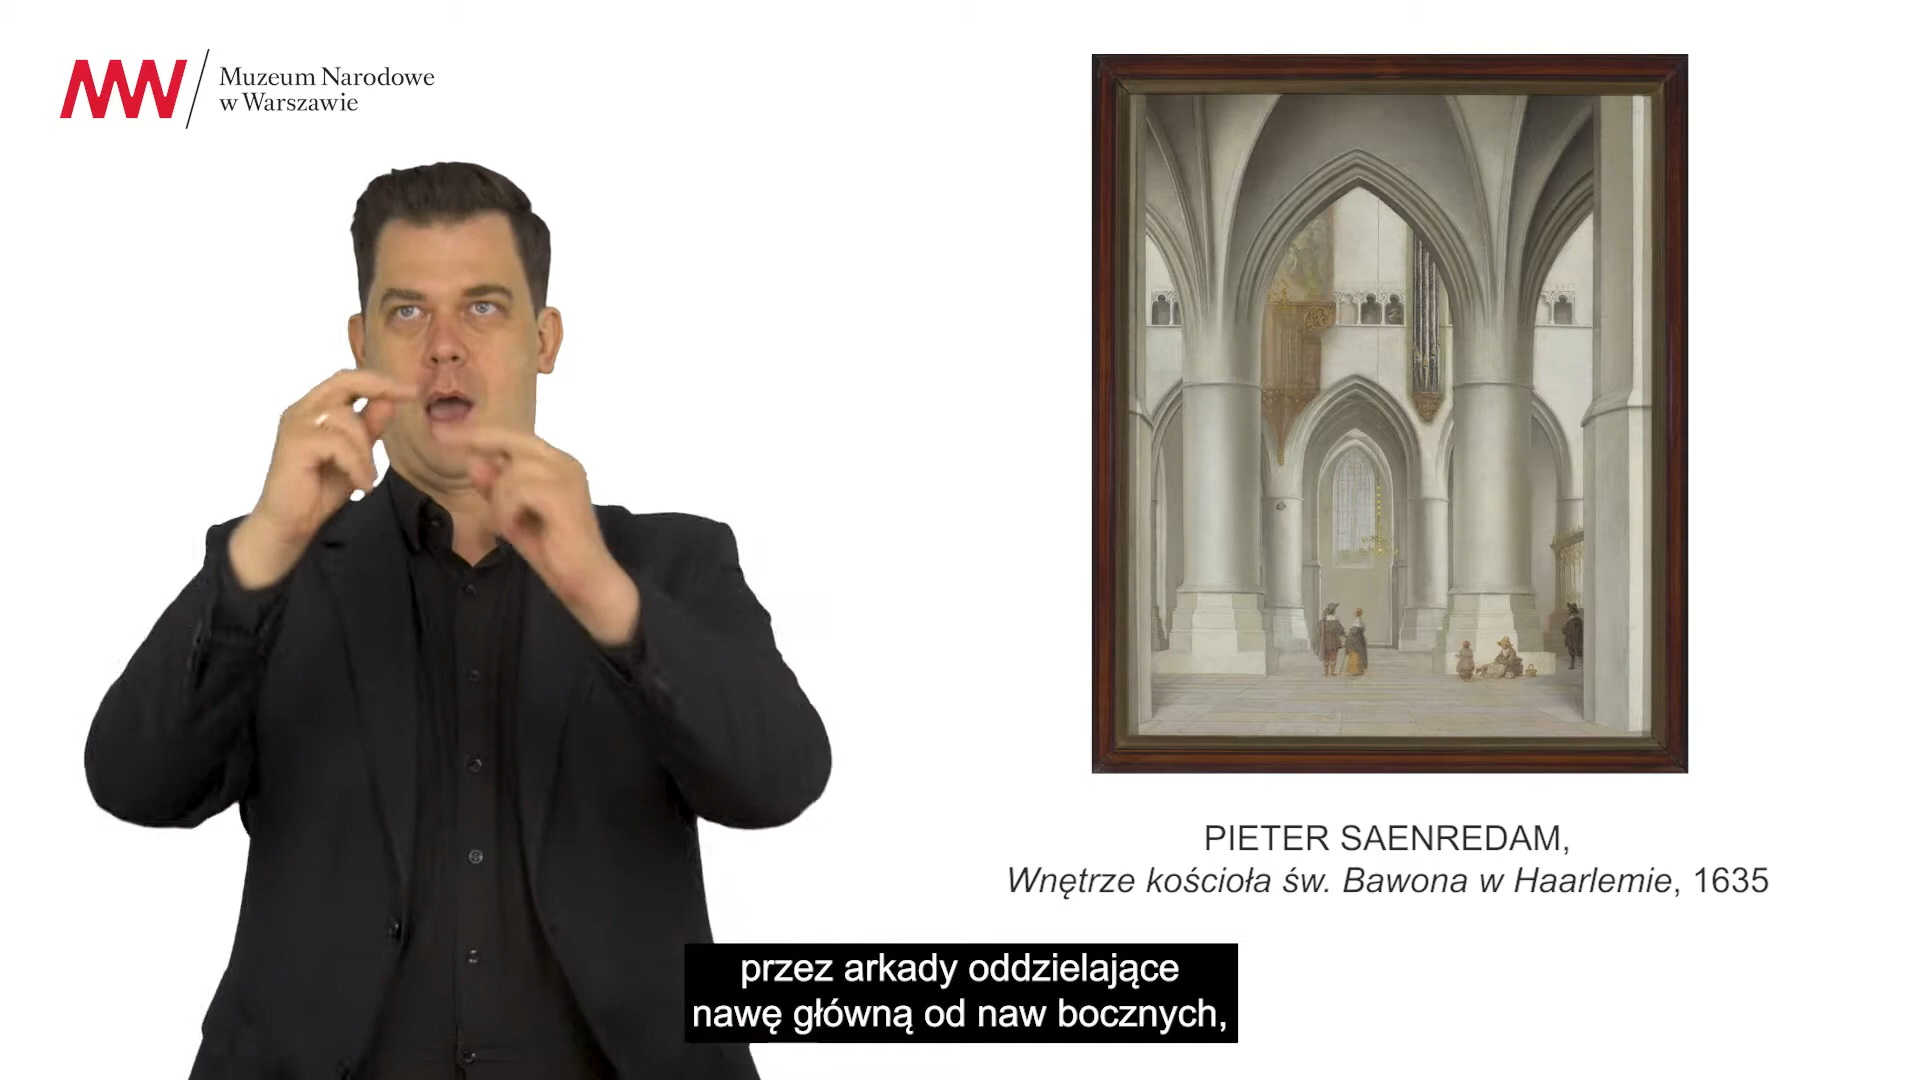 MNW
Muzeum Narodowe
w Warszawie
PIETER SAENREDAM,
Wnętrze kościoła św. Bawona w Haarlemie, 1635
przez arkady oddzielające
nawę główną od naw bocznych,